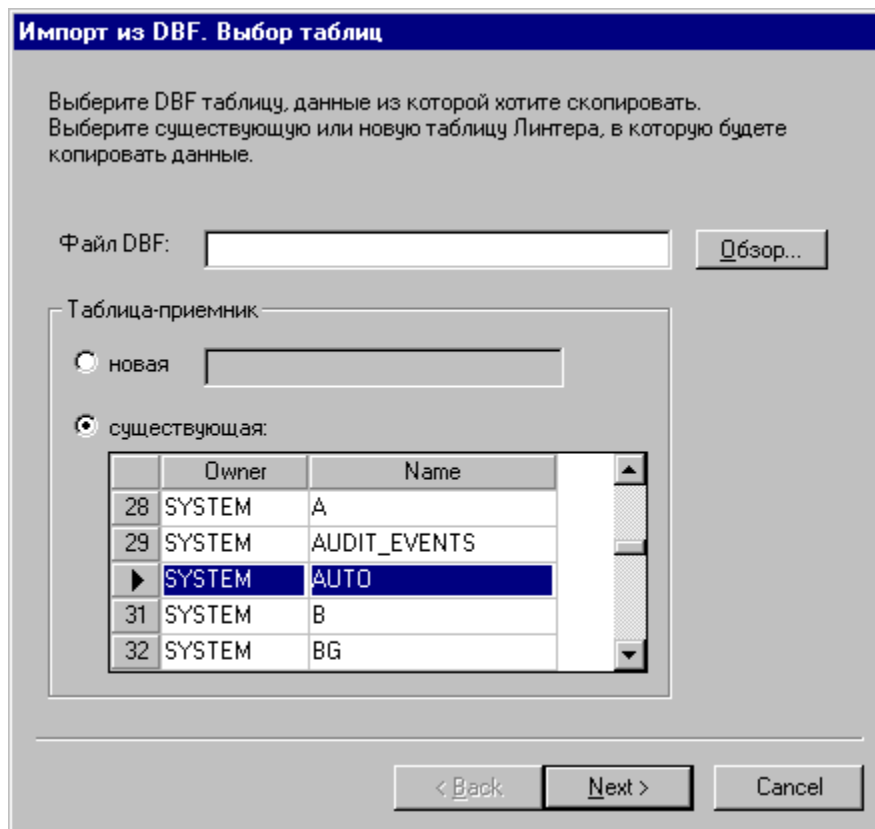 Импорт из DBF. Выбор таблиц
Выберите DBF таблицу, данные из которой хотите скопировать.
Выберите существующую или новую таблицу Линтера, в которую будете
копировать данные.
Файл DBF:
Обзор...
Таблица-приемник
новая
существующая:
Owner Name
28 SYSTEM A
29 SYSTEM AUDIT_EVENTS
SYSTEM AUTO
31 SYSTEM B
32 SYSTEM BG
< Back Next > Cancel